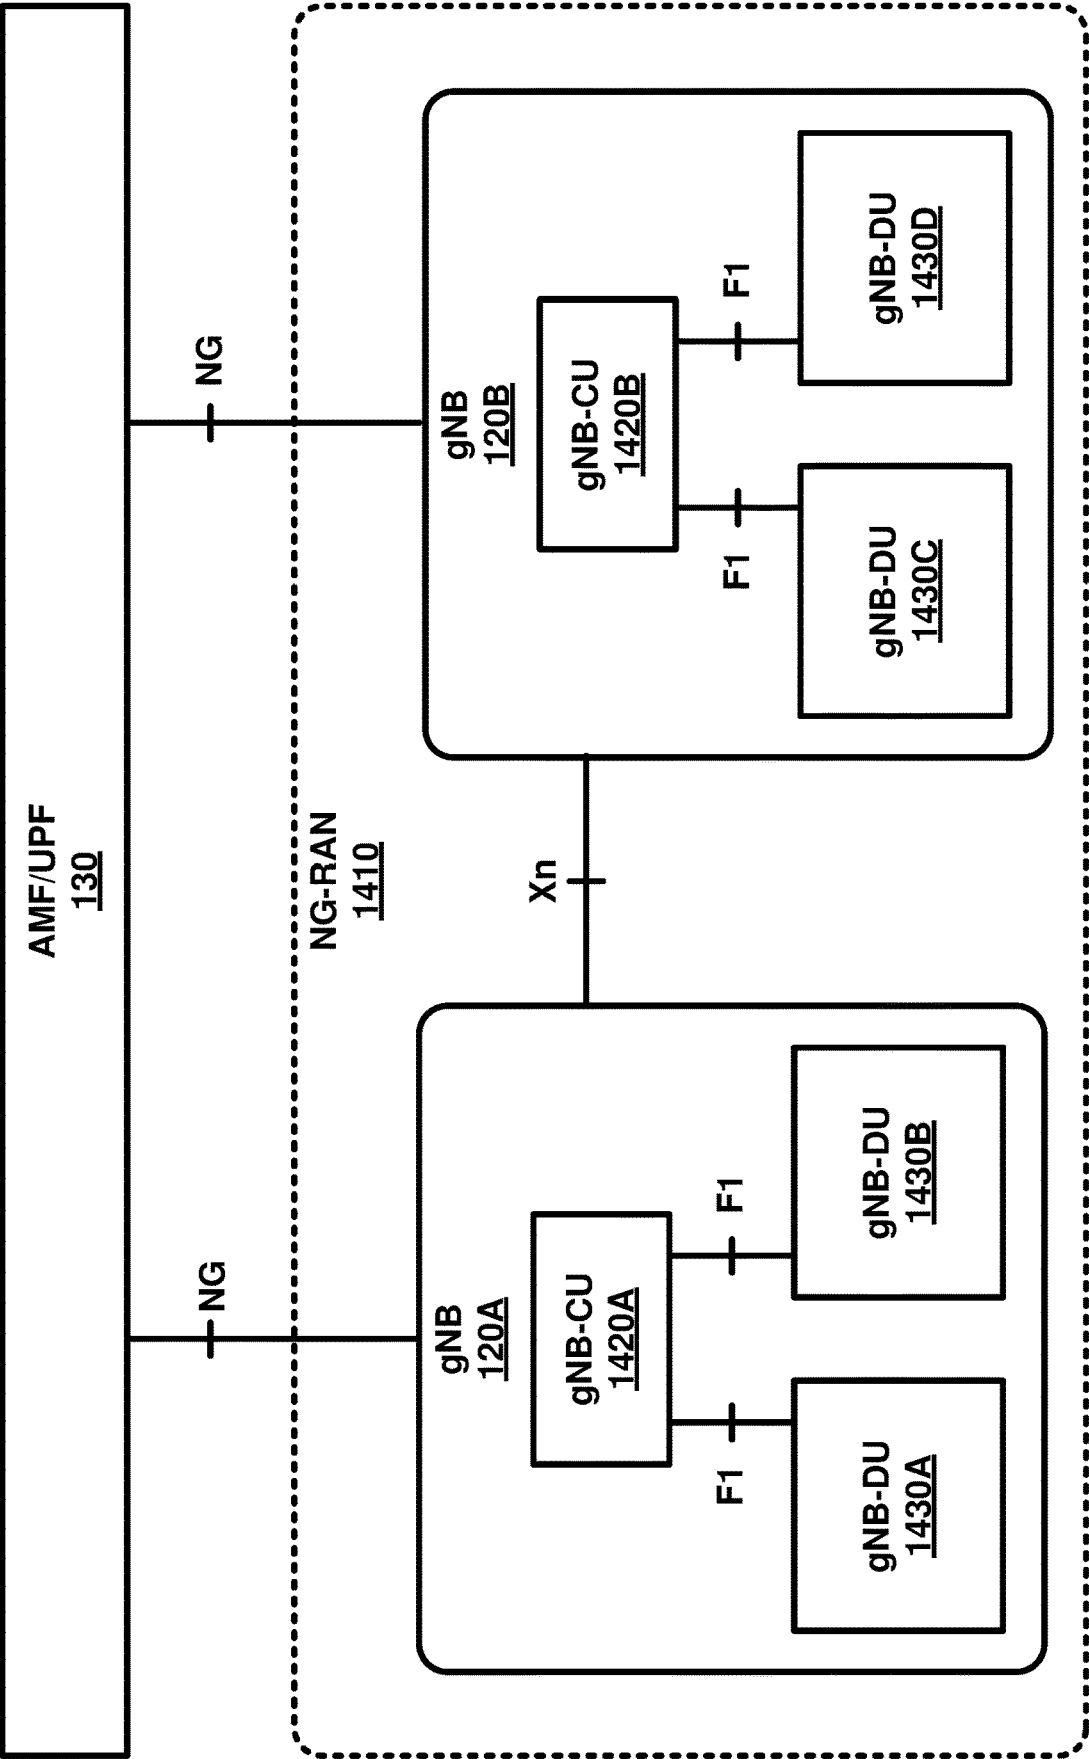 AMF/UPF
130
NG
NG
NG-RAN
1410
gNB
120A
gNB-CU
1420A
F1
F1
gNB-DU
1430A
gNB-DU
1430B
Xn
gNB
120B
gNB-CU
1420B
F1
F1
gNB-DU
1430C
gNB-DU
1430D